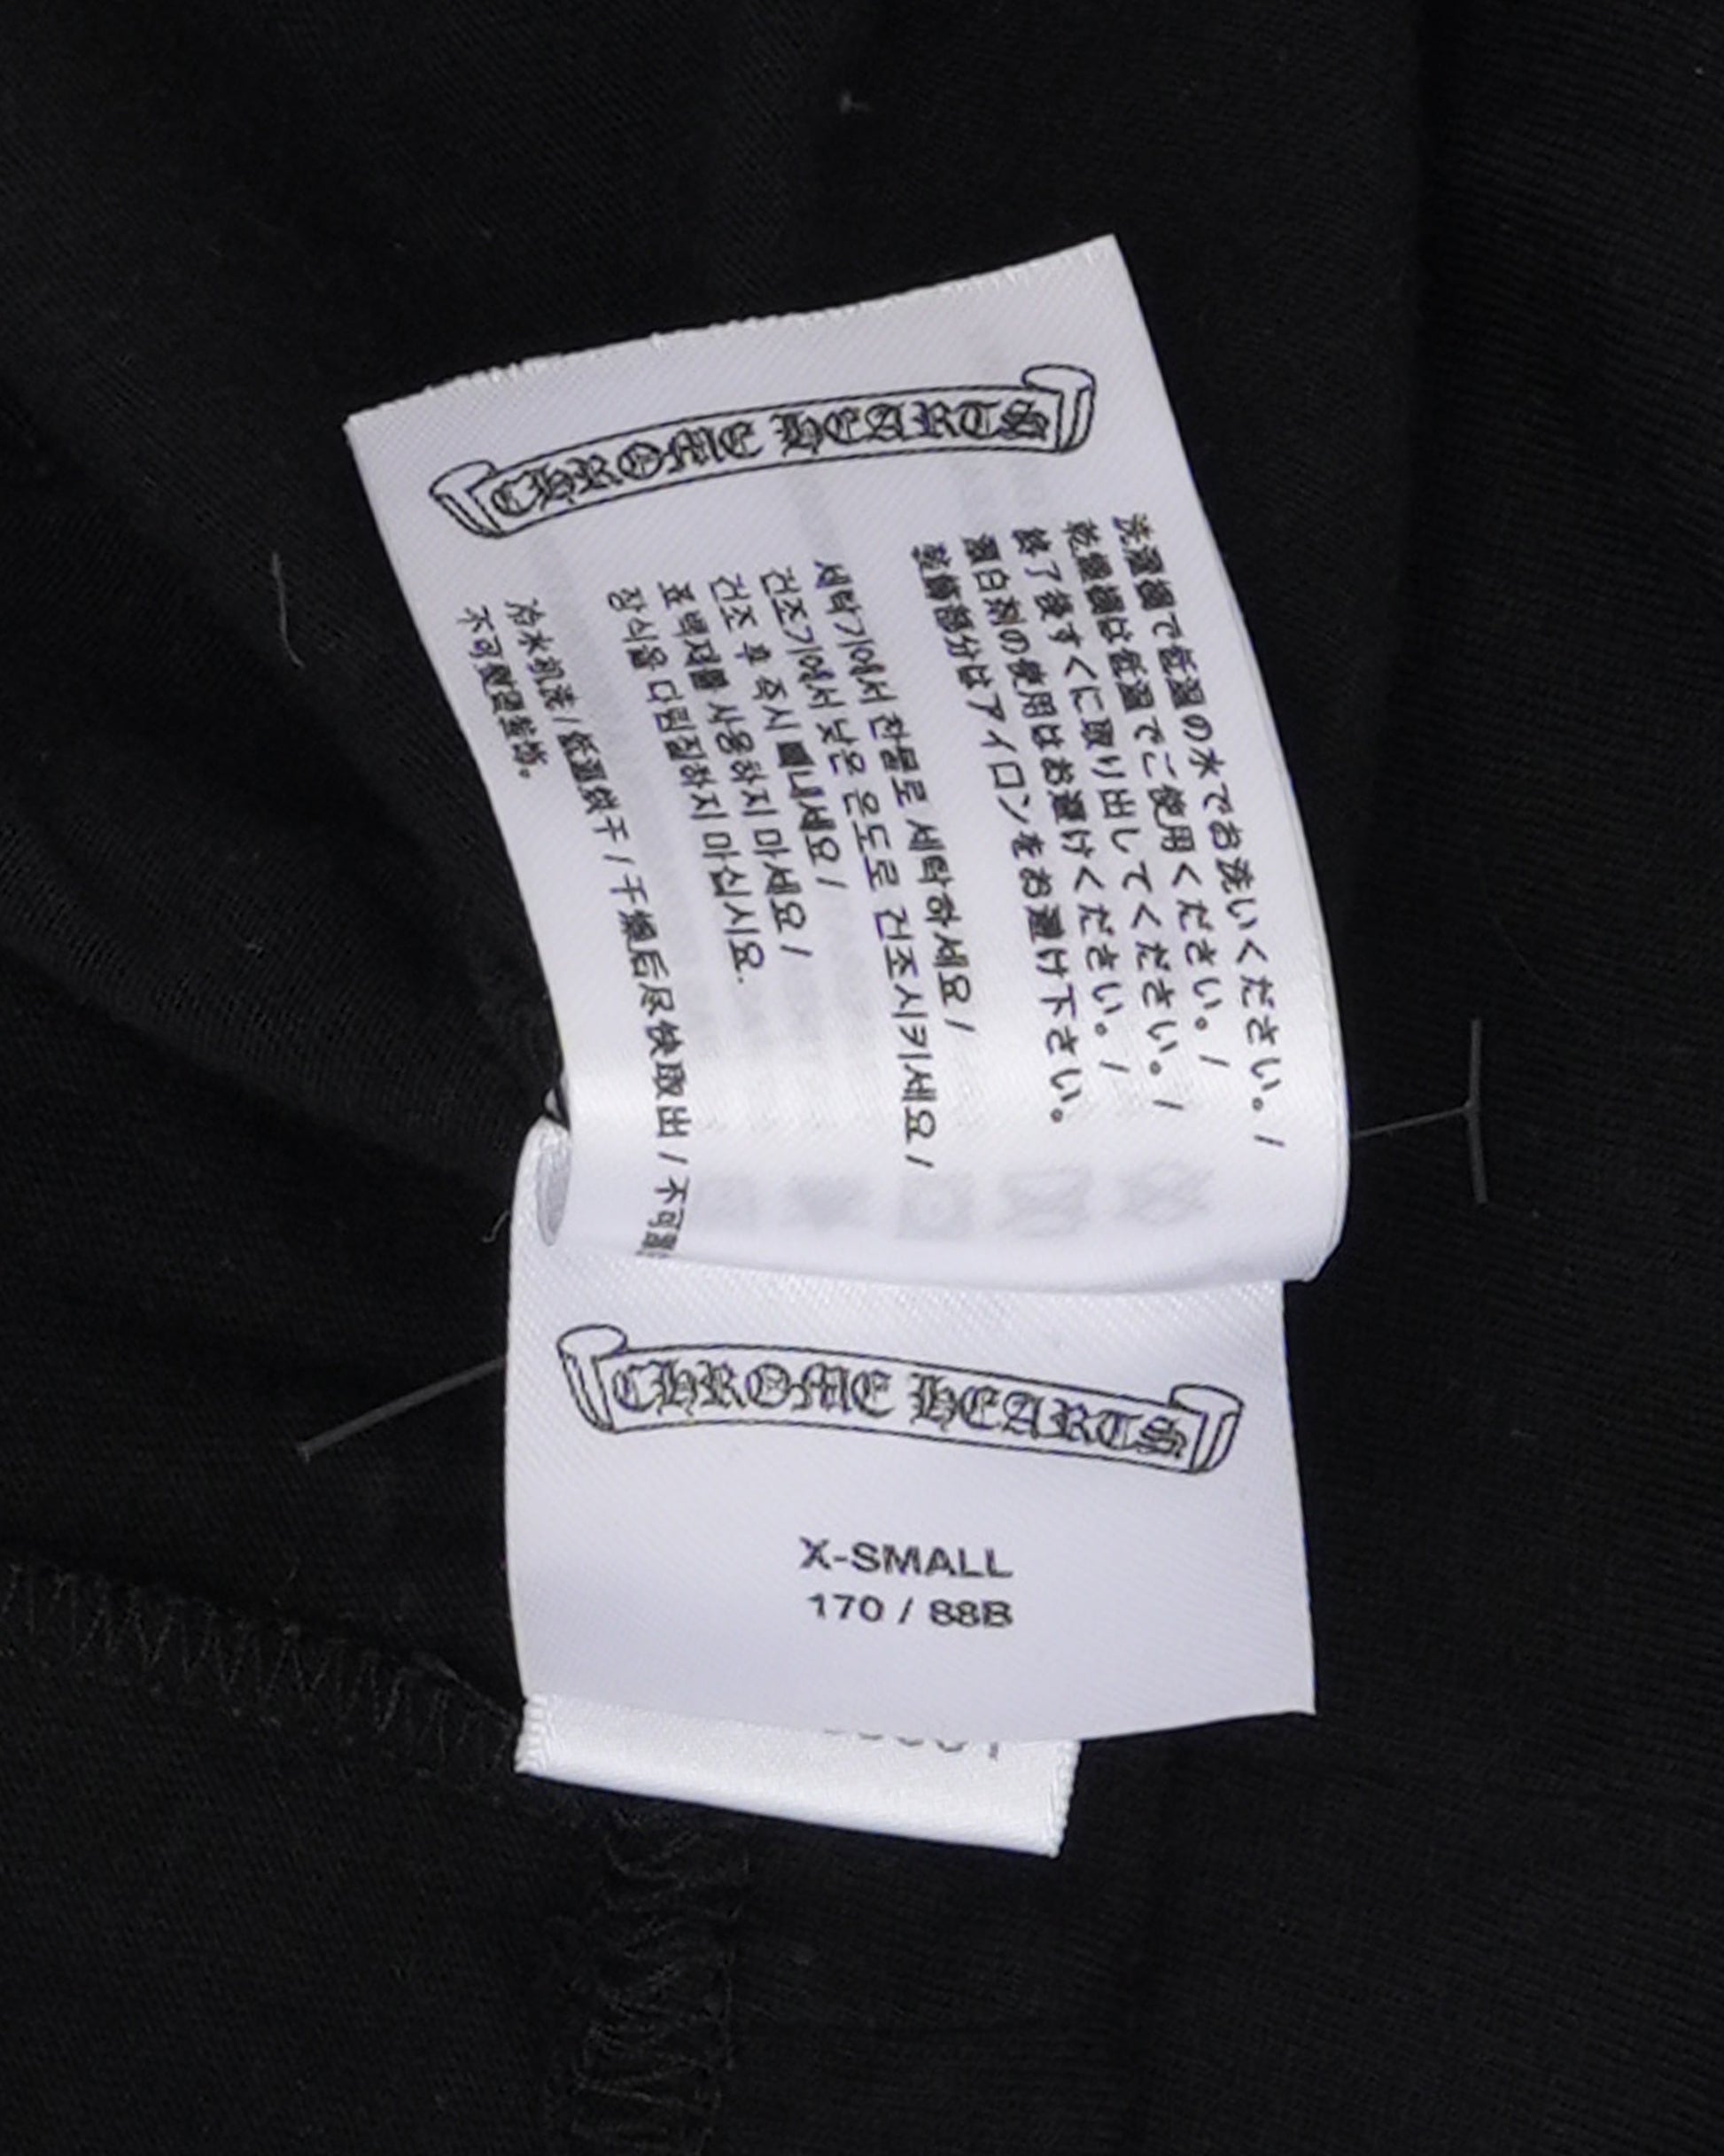 CHROME HEARTS
洗濯機で低温の水でお洗いください。/
乾燥機は低温でご使用ください。/
終了後すぐに取り出してください。/
漂白剤の使用はお避けください。/
装飾部分はアイロンをお避け下さい。
세탁기에서 찬물로 세탁하세요 /
건조기에서 낮은 온도로 건조시키세요 /
건조 후 즉시 빼내세요 /
표백제를 사용하지 마세요 /
장식을 다림질하지 마십시요.
冷水机洗 / 低温烘干 / 干燥后尽快取出 / 不可漂
不可熨烫装饰。
CHROME HEARTS
X-SMALL
170 / 88B